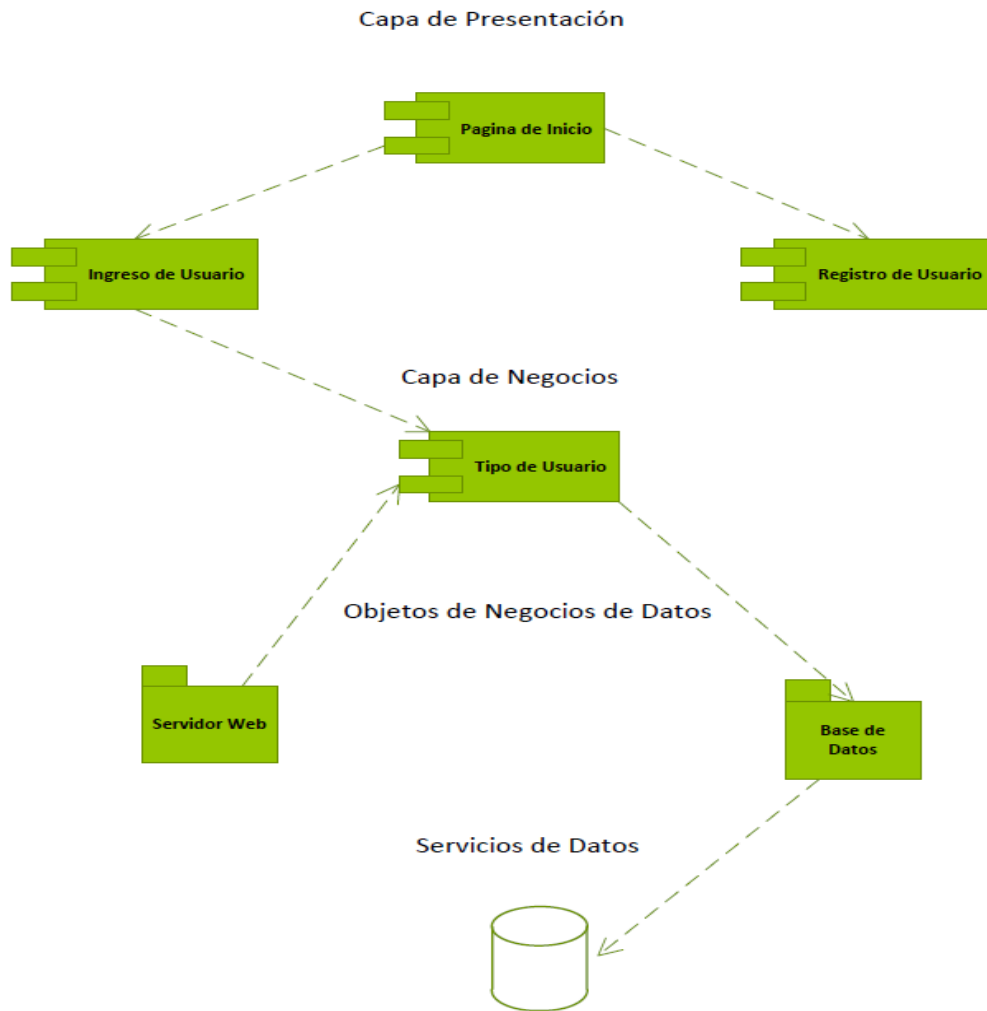 Capa de Presentación
Pagina de Inicio
Ingreso de Usuario
Registro de Usuario
Capa de Negocios
Tipo de Usuario
Objetos de Negocios de Datos
Servidor Web
Base de
Datos
Servicios de Datos